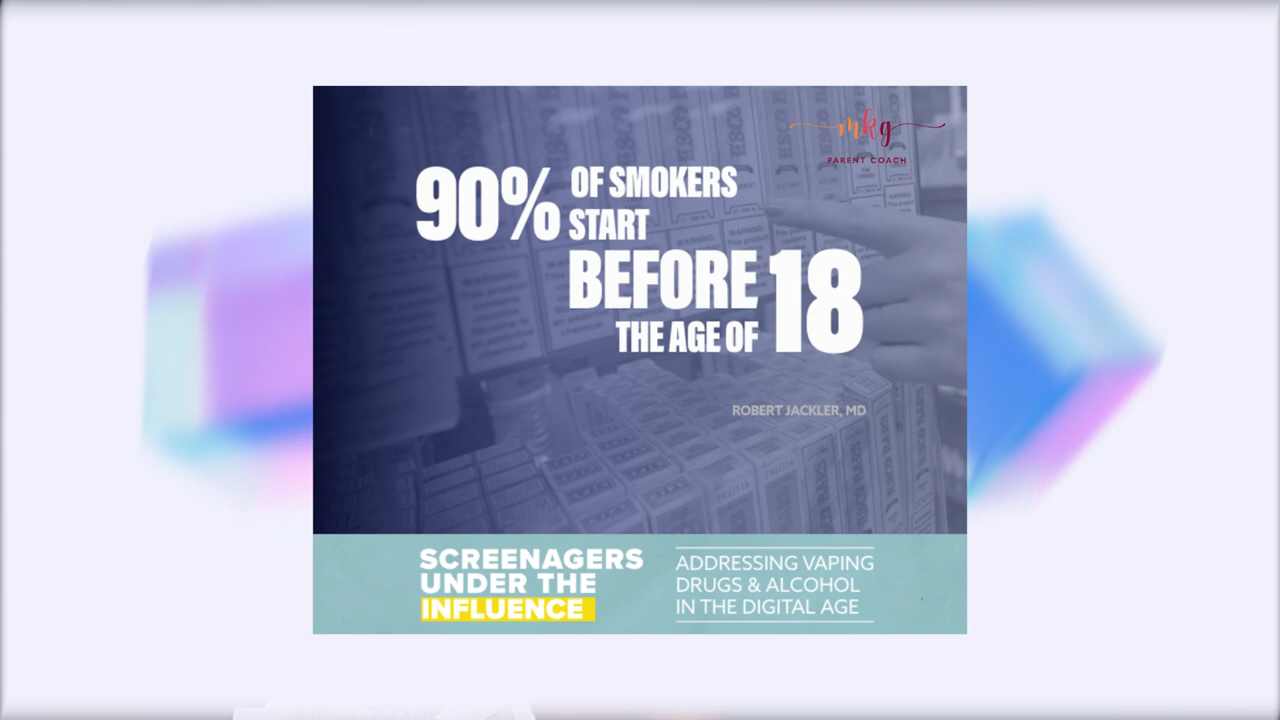 mkg
PARENT COACH
90% OF SMOKERS
START
BEFORE 18
THE AGE OF
ROBERT JACKLER, MD
SCREENAGERS
UNDER THE
INFLUENCE
ADDRESSING VAPING
DRUGS & ALCOHOL
IN THE DIGITAL AGE